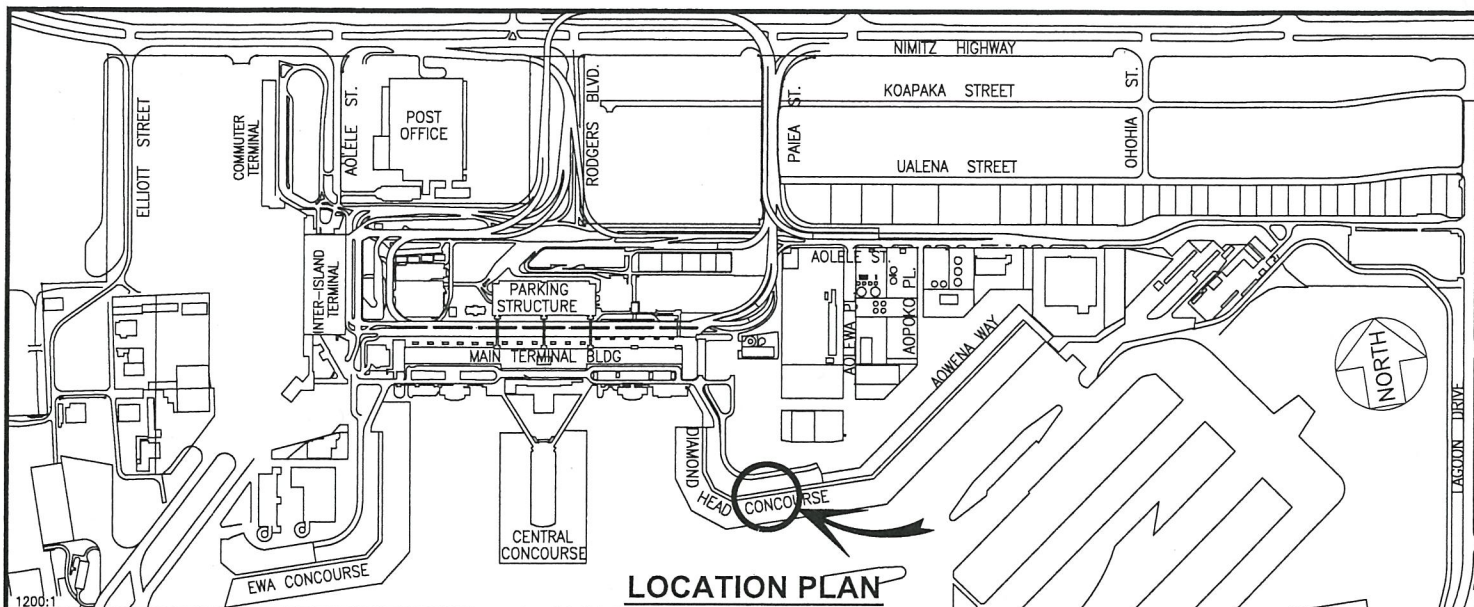 NIMITZ HIGHWAY
KOAPAKA STREET
UALENA STREET
ELLIOTT STREET
COMMUTER
TERMINAL
AOLELE ST.
POST
OFFICE
RODGERS BLVD.
PAIEA ST.
OHOHIA ST.
INTER-ISLAND
TERMINAL
PARKING
STRUCTURE
MAIN TERMINAL BLDG
AOLELE ST.
AOLEWA PL.
AOPOKO PL.
AOWENA WAY
NORTH
LAGOON DRIVE
DIAMOND
HEAD CONCOURSE
CENTRAL
CONCOURSE
EWA CONCOURSE
LOCATION PLAN
1200:1